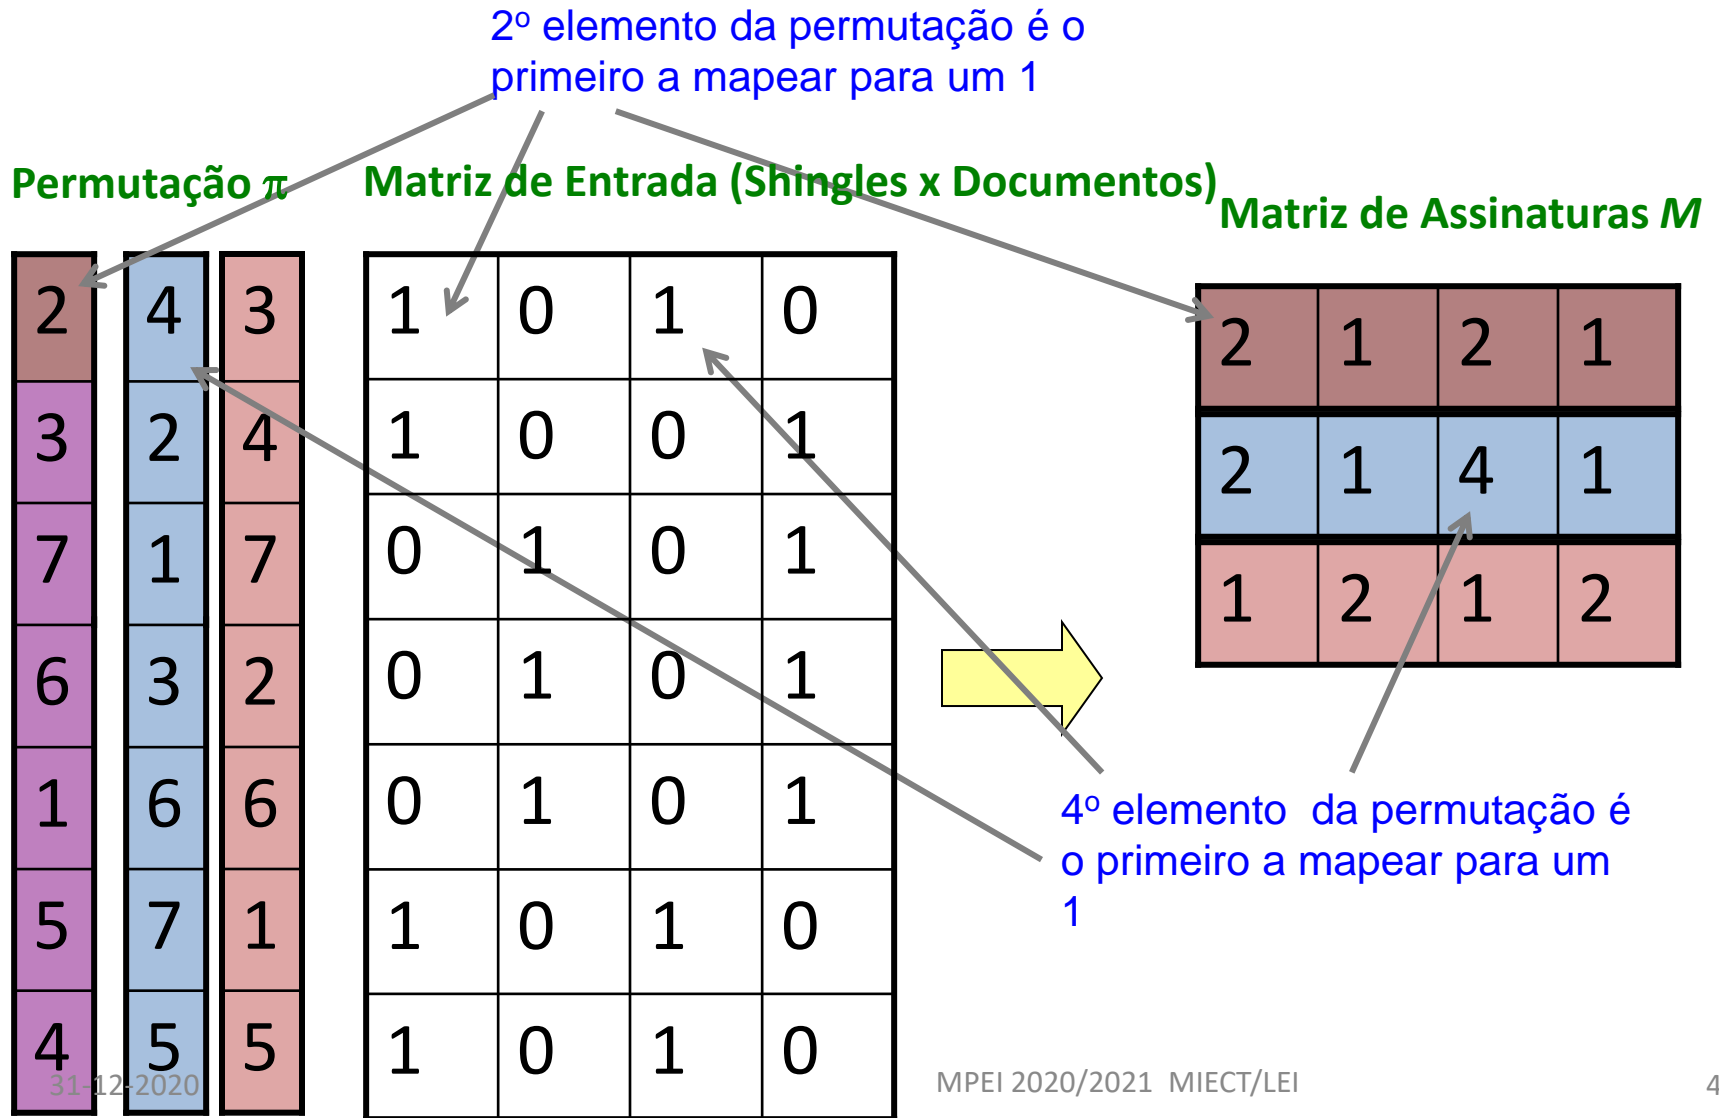 2º elemento da permutação é o
primeiro a mapear para um 1
Permutação π
Matriz de Entrada (Shingles x Documentos)
Matriz de Assinaturas M
2 4 3 1 0 1 0
3 2 4 1 0 0 1
7 1 7 0 1 0 1
6 3 2 0 1 0 1
1 6 6 0 1 0 1
5 7 1 1 0 1 0
4 5 5 1 0 1 0
2 1 2 1
2 1 4 1
1 2 1 2
4º elemento da permutação é
o primeiro a mapear para um
1
31-12-2020
MPEI 2020/2021 MIECT/LEI
4